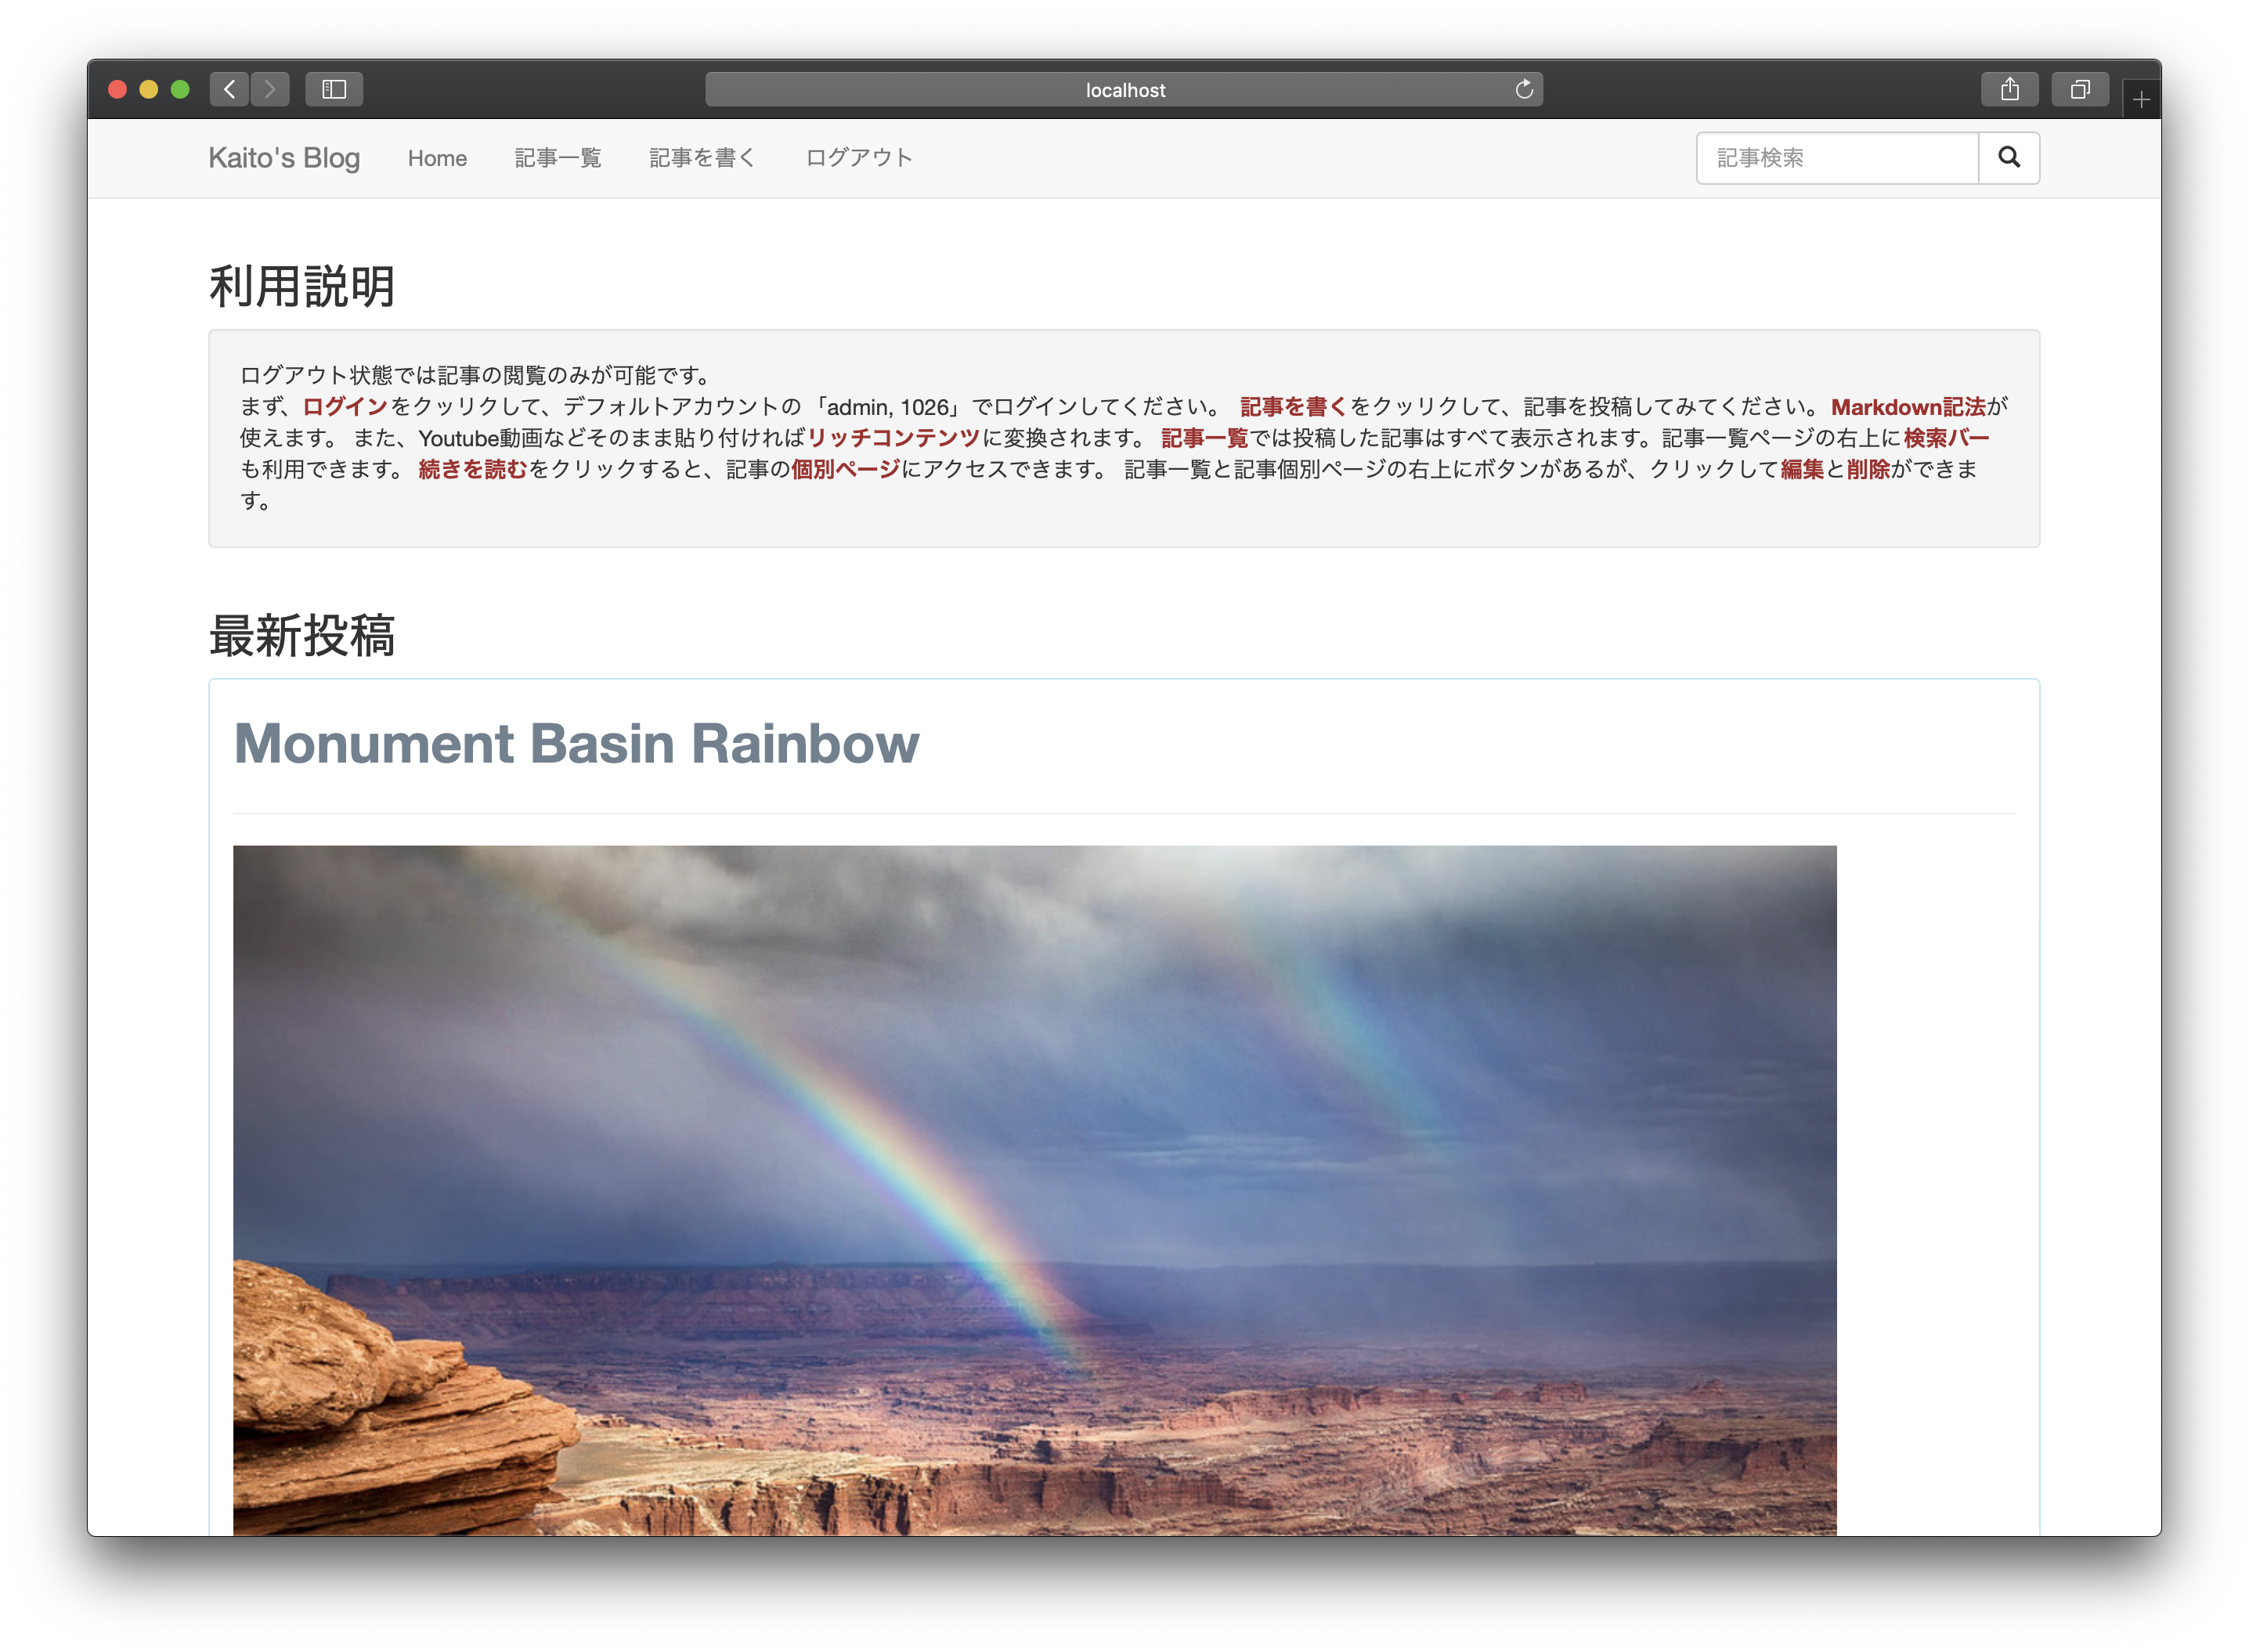 localhost
Kaito's Blog Home 記事一覧 記事を書く ログアウト 記事検索
利用説明
ログアウト状態では記事の閲覧のみが可能です。
まず、ログインをクッリクして、デフォルトアカウントの「admin, 1026」でログインしてください。 記事を書くをクッリクして、記事を投稿してみてください。Markdown記法が
使えます。 また、Youtube動画などそのまま貼り付ければリッチコンテンツに変換されます。 記事一覧では投稿した記事はすべて表示されます。記事一覧ページの右上に検索バー
も利用できます。 続きを読むをクリックすると、記事の個別ページにアクセスできます。 記事一覧と記事個別ページの右上にボタンがあるが、クリックして編集と削除ができま
す。
最新投稿
Monument Basin Rainbow